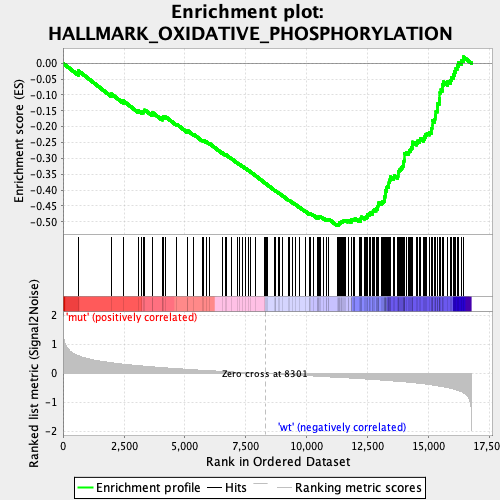 Enrichment plot:
HALLMARK_OXIDATIVE_PHOSPHORYLATION
Enrichment score (ES)
0.00
-0.05
-0.10
-0.15
-0.20
-0.25
-0.30
-0.35
-0.40
-0.45
-0.50
Ranked list metric (Signal2Noise)
'mut' (positively correlated)
2
1
0
-1
-2
Zero cross at 8301
'wt' (negatively correlated)
0
2,500
5,000
7,500
10,000
12,500
15,000
17,500
Rank in Ordered Dataset
Enrichment profile
Hits
Ranking metric scores